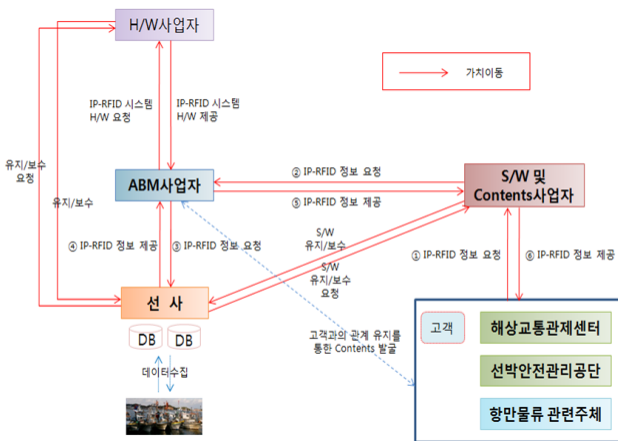 H/W사업자
가치이동
IP-RFID 시스템
H/W 요청
IP-RFID 시스템
H/W 제공
유지/보수
요청
유지/보수
ABM사업자
② IP-RFID 정보 요청
⑤ IP-RFID 정보 제공
S/W 및
Contents사업자
④ IP-RFID 정보 제공
③ IP-RFID 정보 요청
S/W
유지/보수
S/W
유지/보수
요청
① IP-RFID 정보 요청
⑥ IP-RFID 정보 제공
선 사
DB
DB
데이터수집
고객과의 관계 유지를
통한 Contents 발굴
고객
해상교통관제센터
선박안전관리공단
항만물류 관련주체